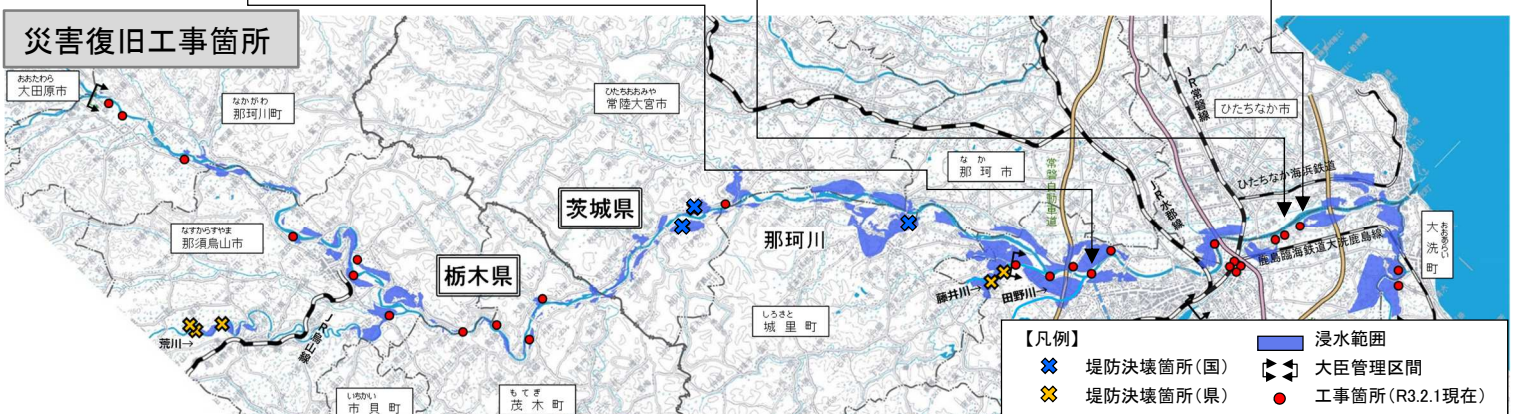 災害復旧工事箇所
おおたわら
大田原市
なかがわ
那珂川町
ひたちおおみや
常陸大宮市
JR常磐線
ひたちなか市
なか
那珂市
常磐自動車道
JR水郡線
ひたちなか海浜鉄道
茨城県
那珂川
なすからすやま
那須烏山市
鹿島臨海鉄道大洗鹿島線
おおあらい
大洗町
栃木県
藤井川→
田野川→
荒川→
JR烏山線
しろさと
城里町
いちかい
市貝町
もてぎ
茂木町
【凡例】
浸水範囲
堤防決壊箇所(国)
大臣管理区間
堤防決壊箇所(県)
工事箇所(R3.2.1現在)